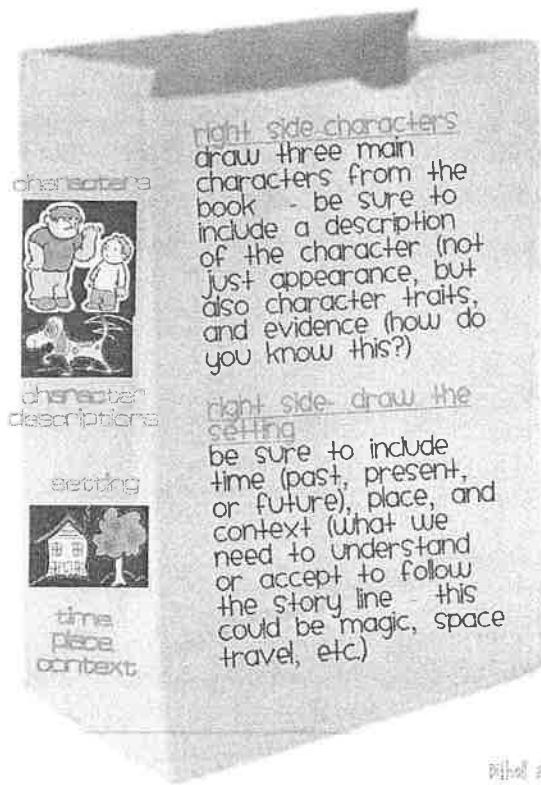 characters
character
descriptions
setting
time
place
context
right side-characters
draw three main
characters from the
book - be sure to
include a description
of the character (not
just appearance, but
also character traits,
and evidence (how do
you know this?)
right side- draw the
setting
be sure to include
time (past, present,
or future), place, and
context (what we
need to understand
or accept to follow
the story line - this
could be magic, space
travel, etc.)